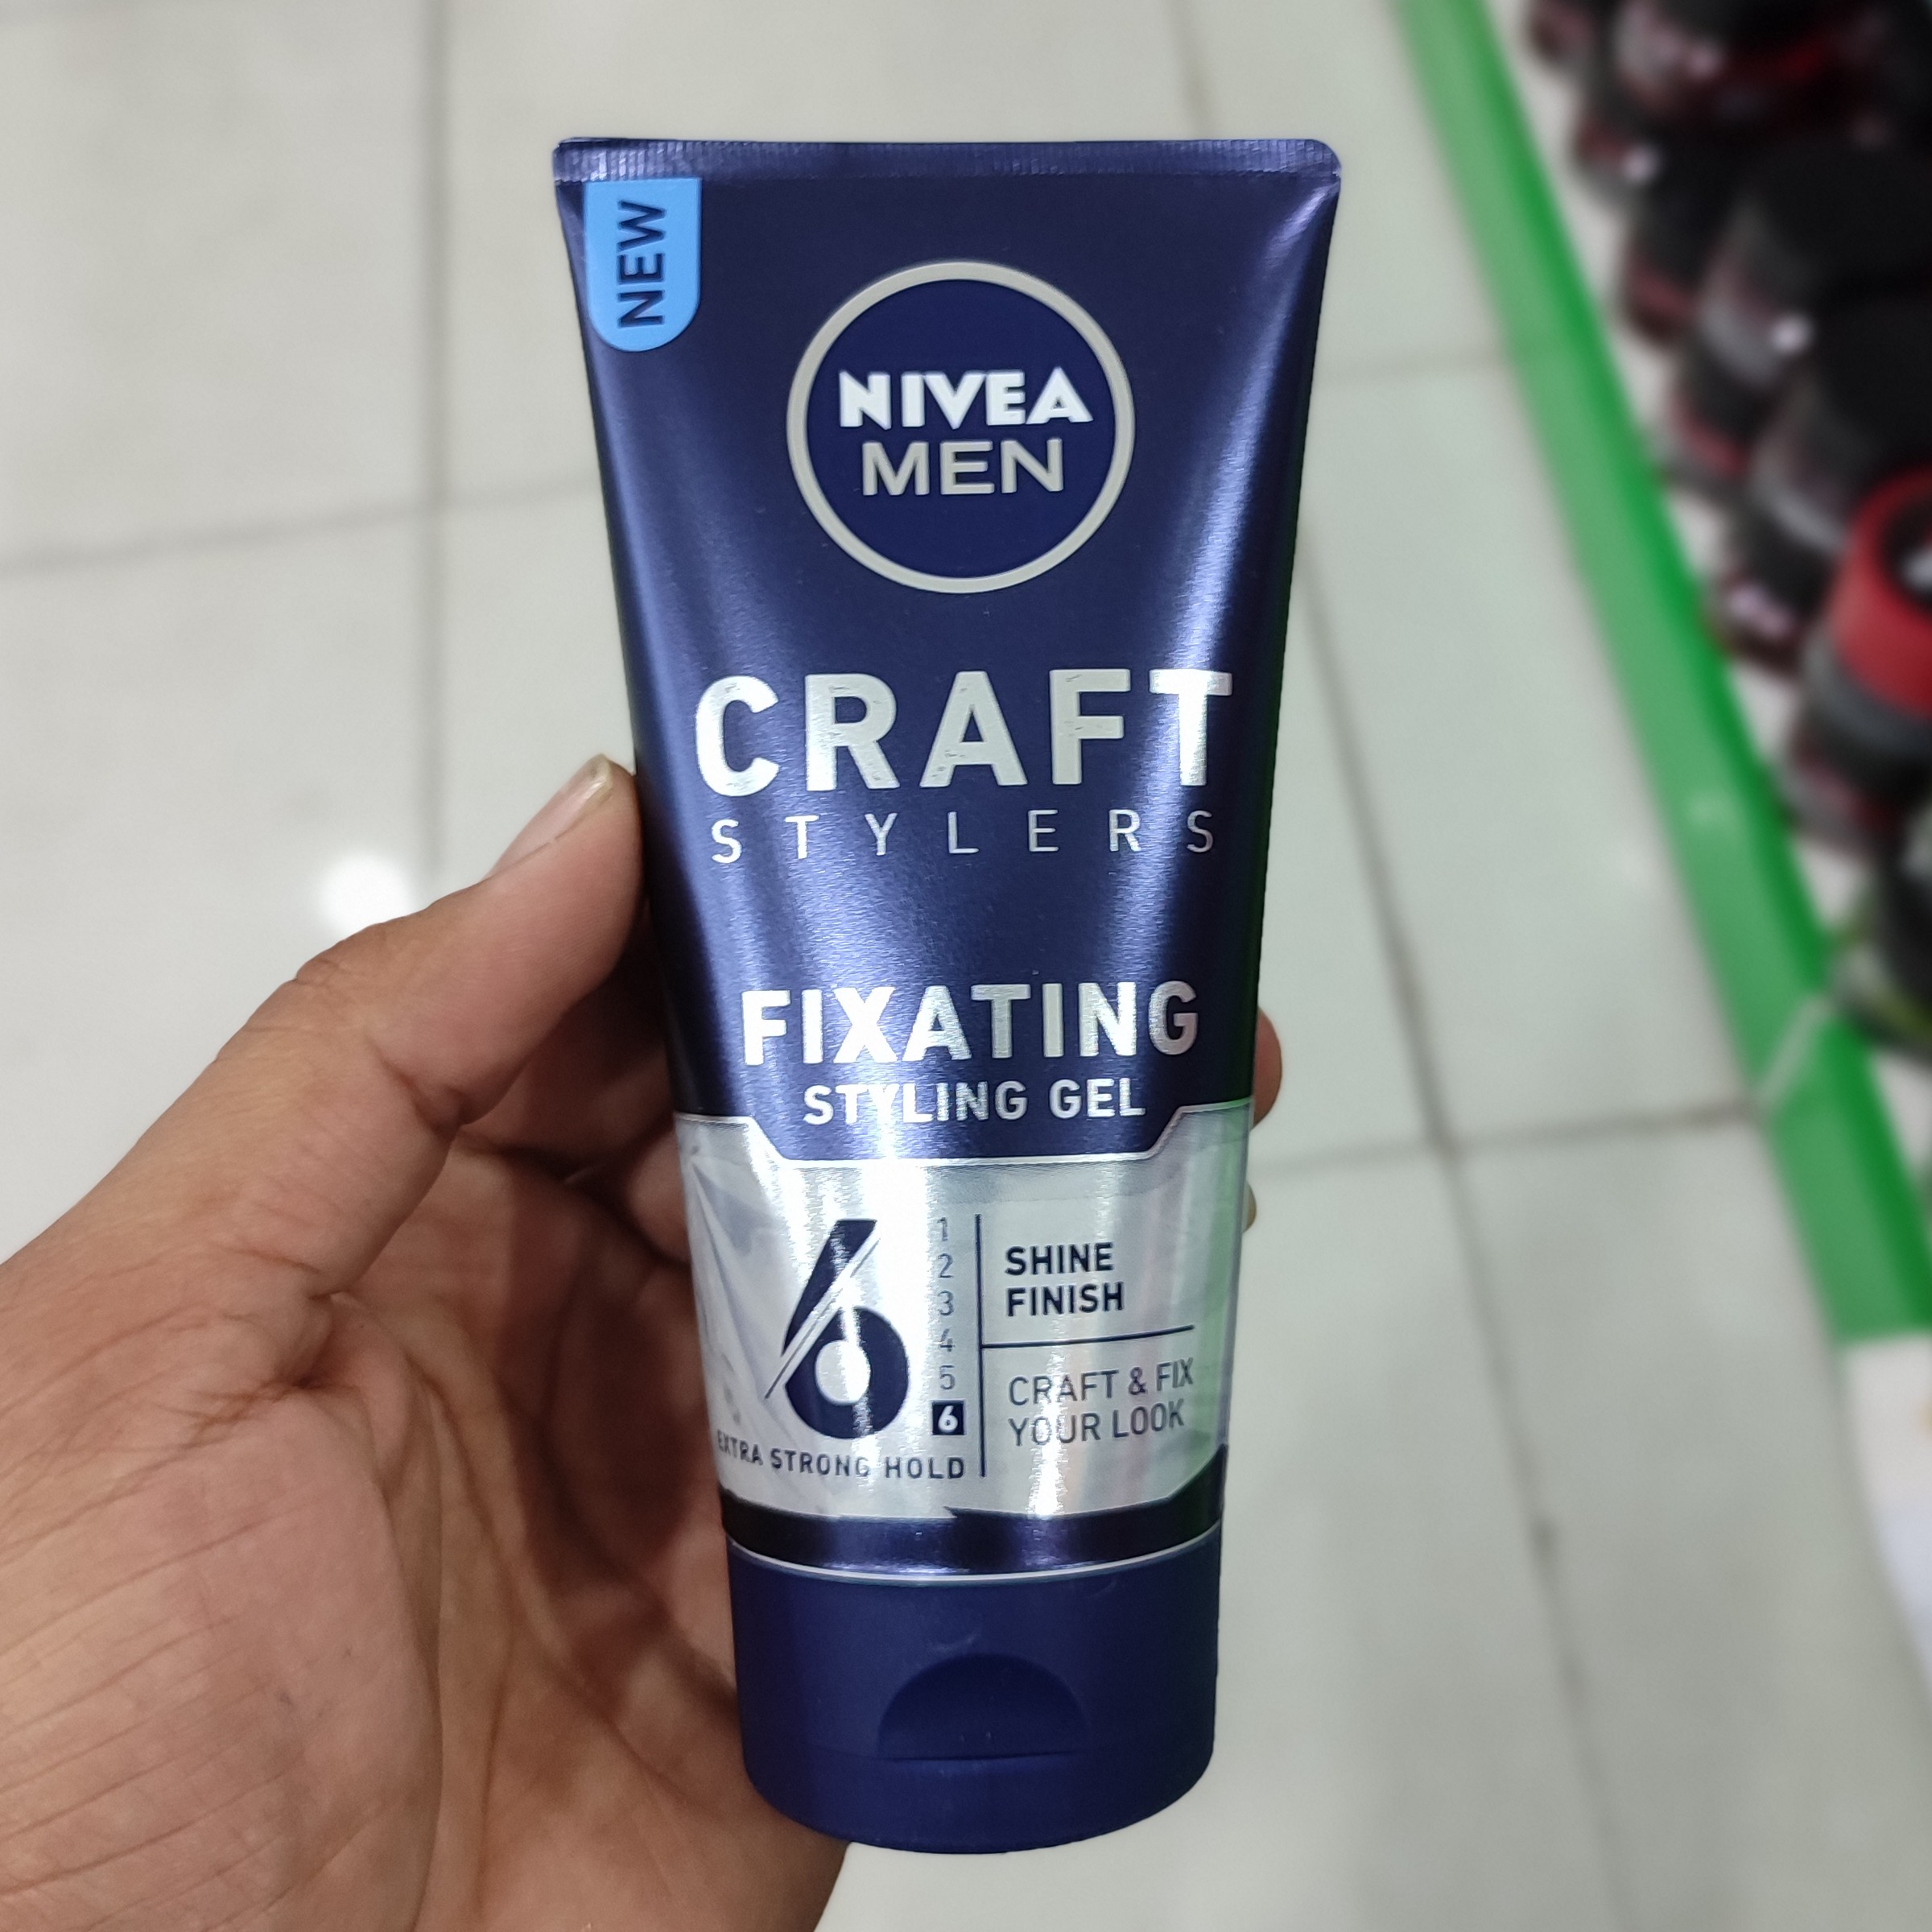 NEW
NIVEA
MEN
CRAFT
STYLERS
FIXATING
STYLING GEL
6
1
2
3
4
5
6
EXTRA STRONG HOLD
SHINE
FINISH
CRAFT & FIX
YOUR LOOK